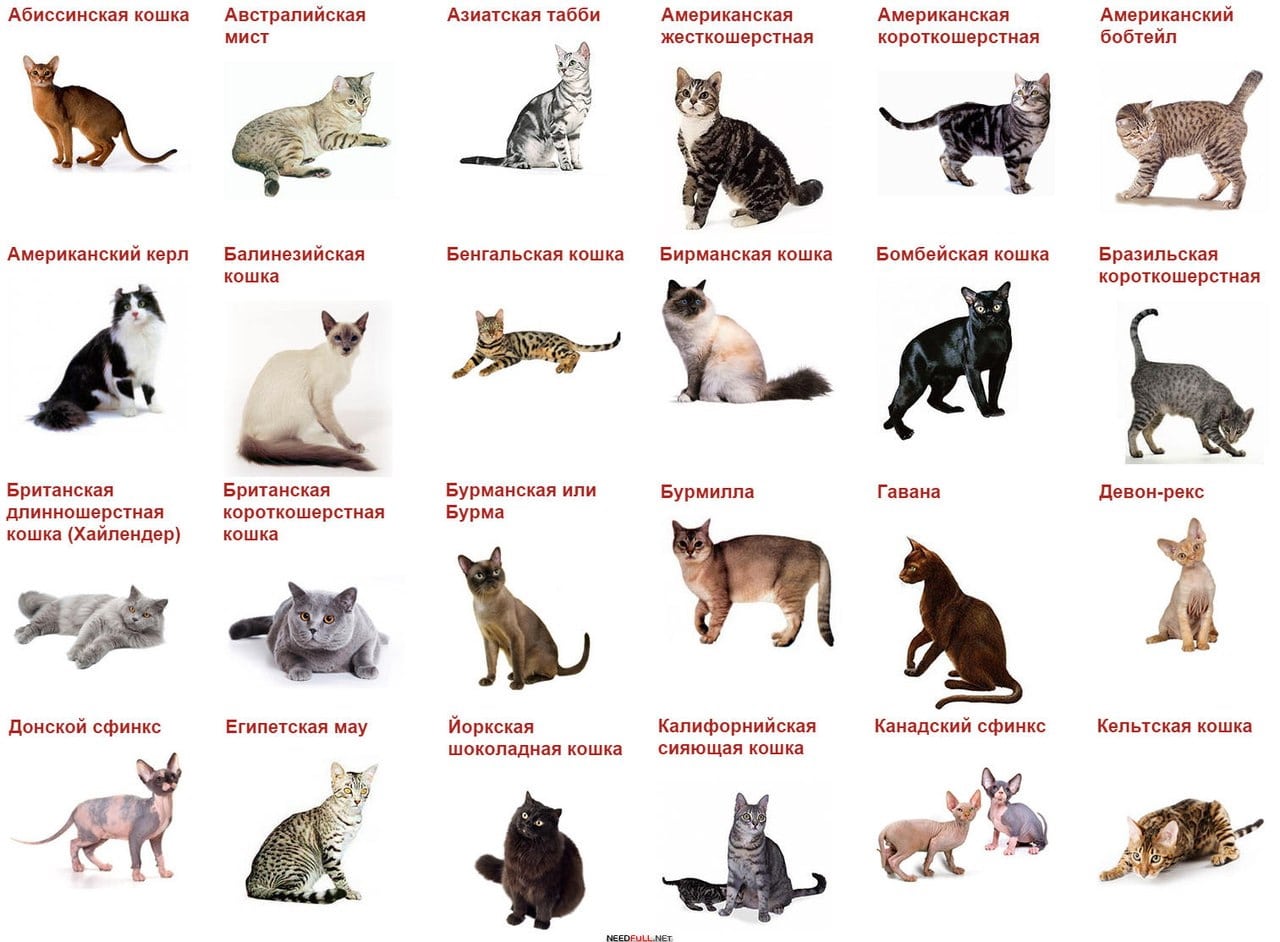 Абиссинская кошка
Австралийская
мист
Азиатская табби
Американская
жесткошерстная
Американская
короткошерстная
Американский
бобтейл
Американский керл
Балинезийская
кошка
Бенгальская кошка
Бирманская кошка
Бомбейская кошка
Бразильская
короткошерстная
Британская
длинношерстная
кошка (Хайлендер)
Британская
короткошерстная
кошка
Бурманская или
Бурма
Бурмилла
Гавана
Девон-рекс
Донской сфинкс
Египетская мау
Йоркская
шоколадная кошка
Калифорнийская
сияющая кошка
Канадский сфинкс
Кельтская кошка
NEEDFULL.NET